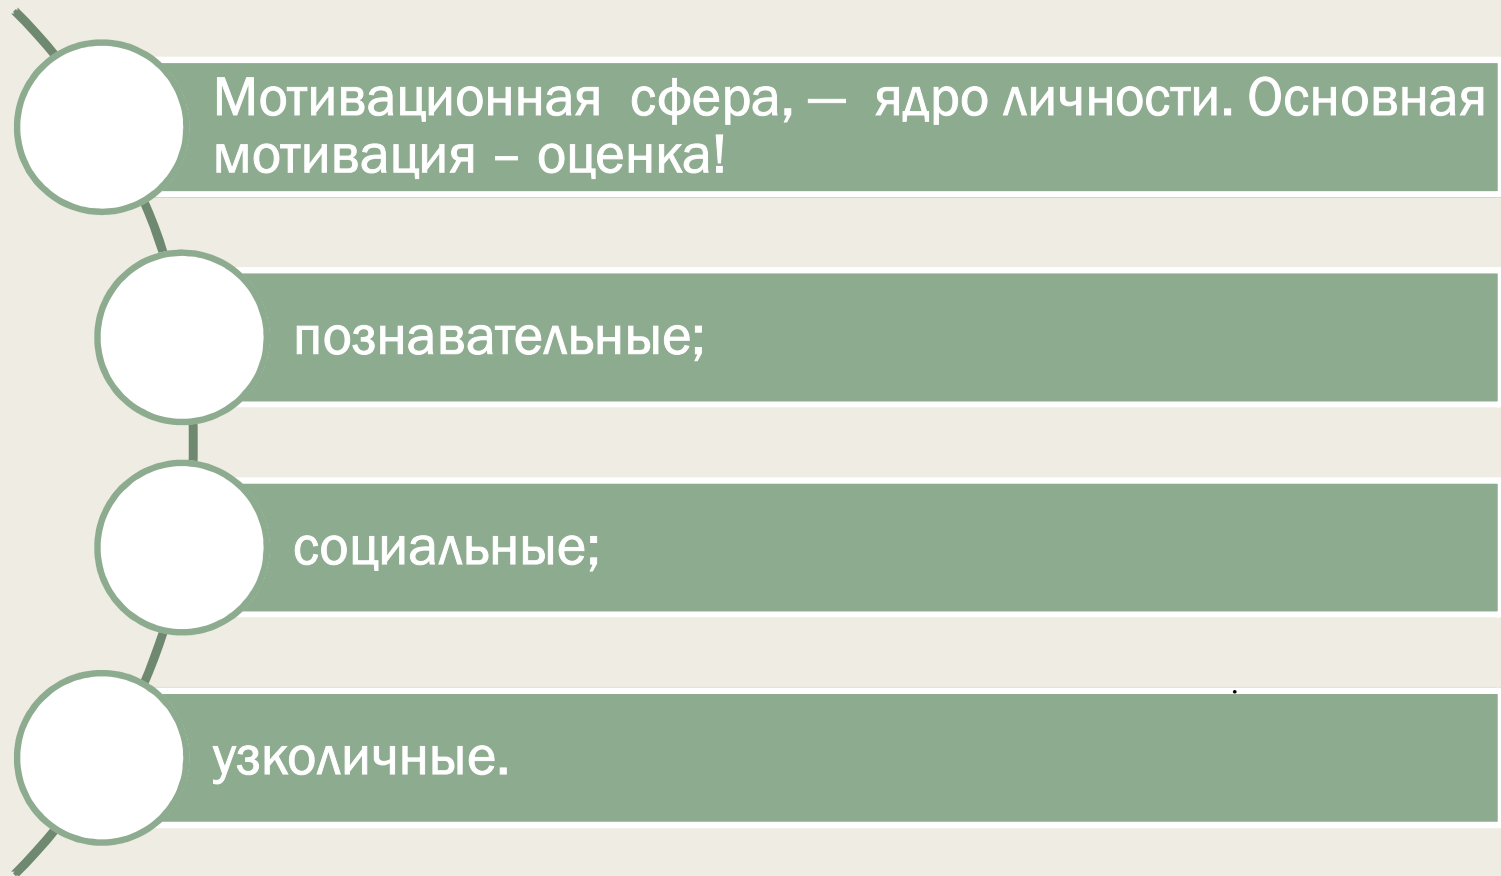 Мотивационная сфера, — ядро личности. Основная
мотивация – оценка!
познавательные;
социальные;
узколичные.